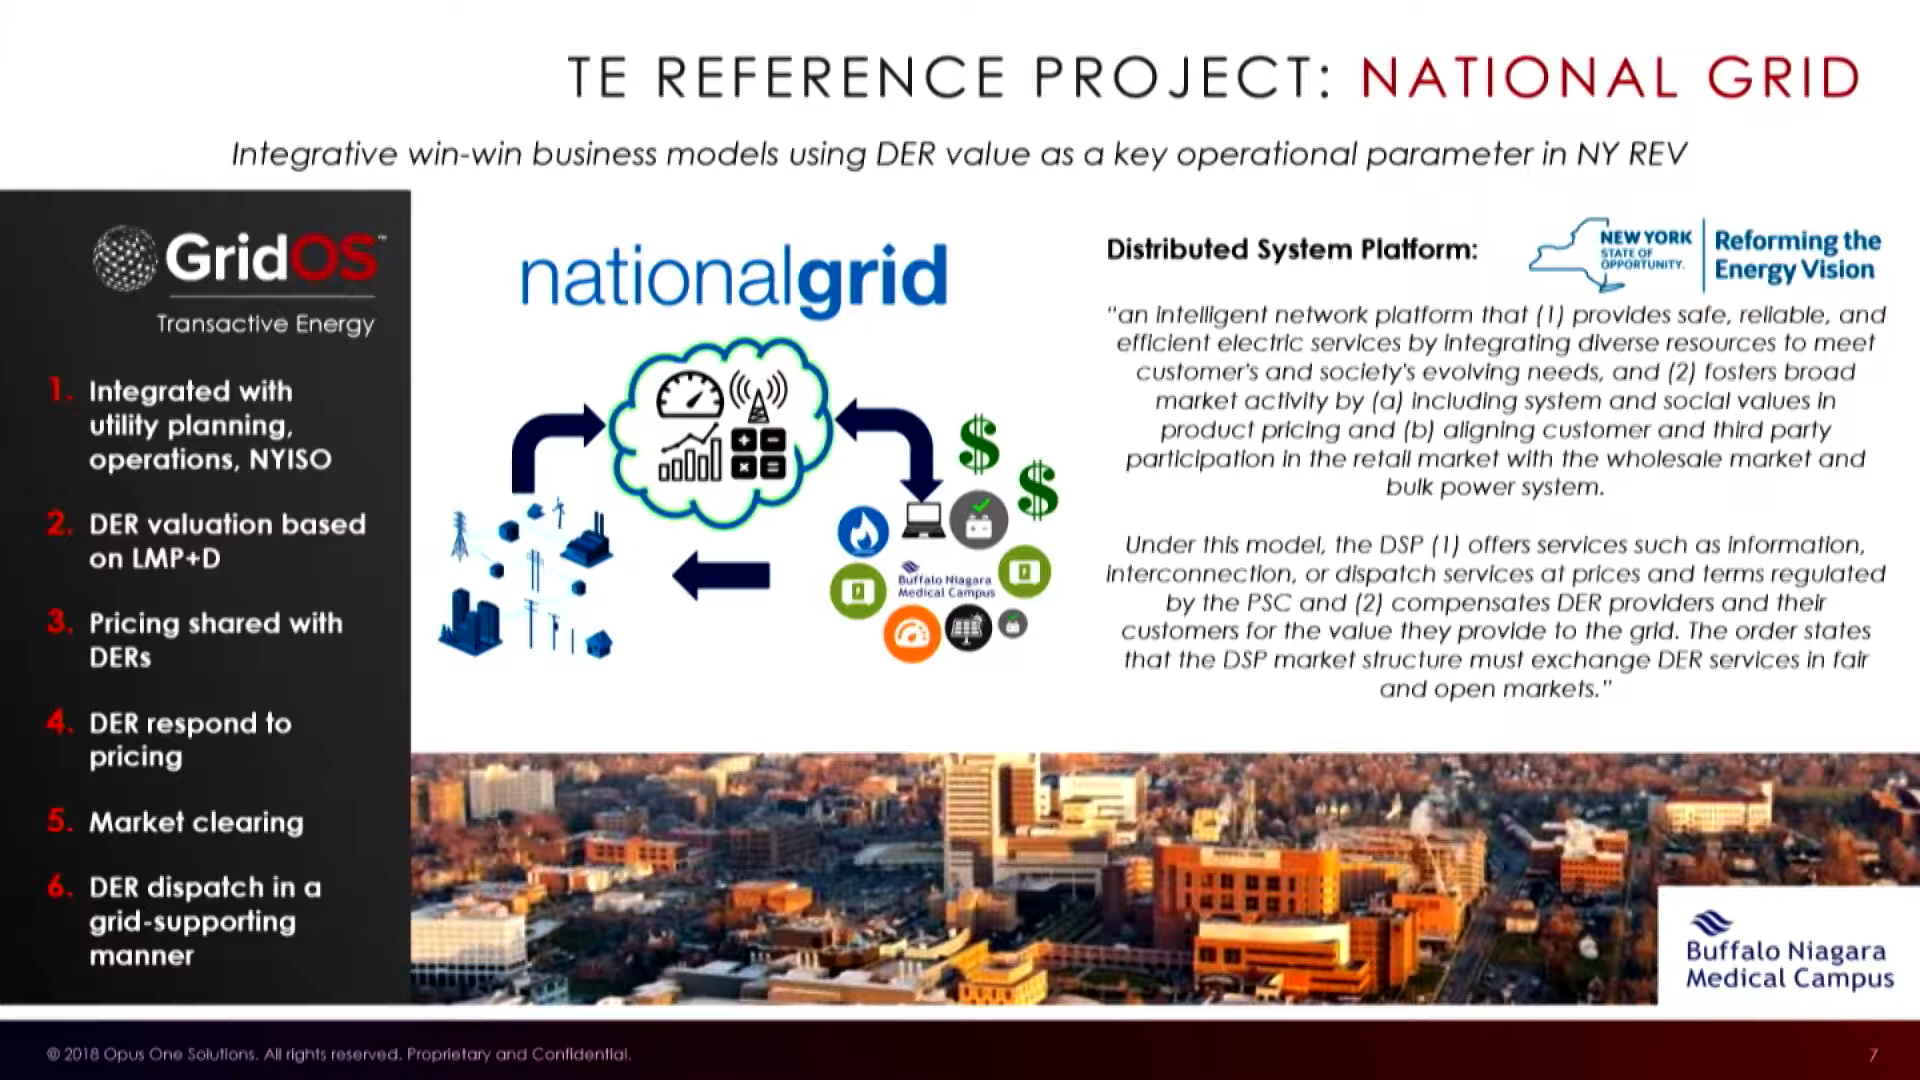 TE REFERENCE PROJECT: NATIONAL GRID
Integrative win-win business models using DER value as a key operational parameter in NY REV
GridOS™
Transactive Energy
1. Integrated with
utility planning,
operations, NYISO
2. DER valuation based
on LMP+D
3. Pricing shared with
DERs
4. DER respond to
pricing
5. Market clearing
6. DER dispatch in a
grid-supporting
manner
nationalgrid
Buffalo Niagara
Medical Campus
Distributed System Platform:
NEW YORK
STATE OF
OPPORTUNITY.
Reforming the
Energy Vision
"an intelligent network platform that (1) provides safe, reliable, and
efficient electric services by integrating diverse resources to meet
customer's and society's evolving needs, and (2) fosters broad
market activity by (a) including system and social values in
product pricing and (b) aligning customer and third party
participation in the retail market with the wholesale market and
bulk power system.
Under this model, the DSP (1) offers services such as information,
interconnection, or dispatch services at prices and terms regulated
by the PSC and (2) compensates DER providers and their
customers for the value they provide to the grid. The order states
that the DSP market structure must exchange DER services in fair
and open markets."
Buffalo Niagara
Medical Campus
© 2018 Opus One Solutions. All rights reserved. Proprietary and Confidential.
7